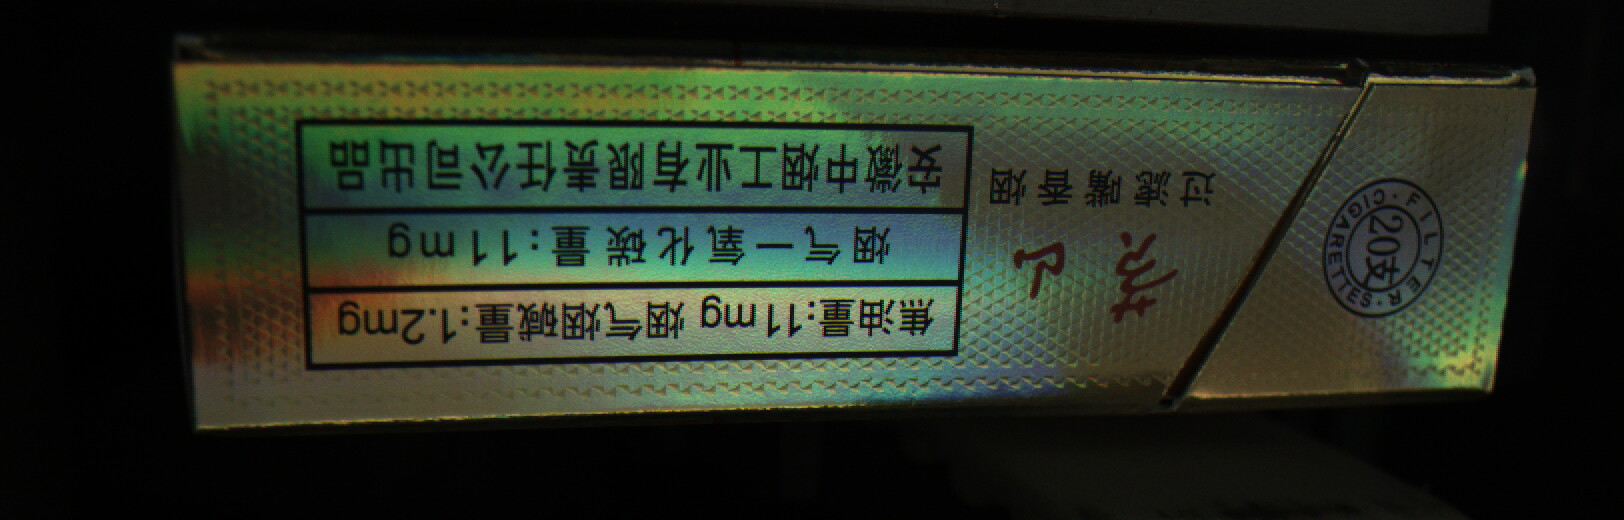 FILTER · CIGARETTES ·
20支
黄山
过滤嘴香烟
焦油量:11mg 烟气烟碱量:1.2mg
烟气一氧化碳量:11mg
安徽中烟工业有限责任公司出品